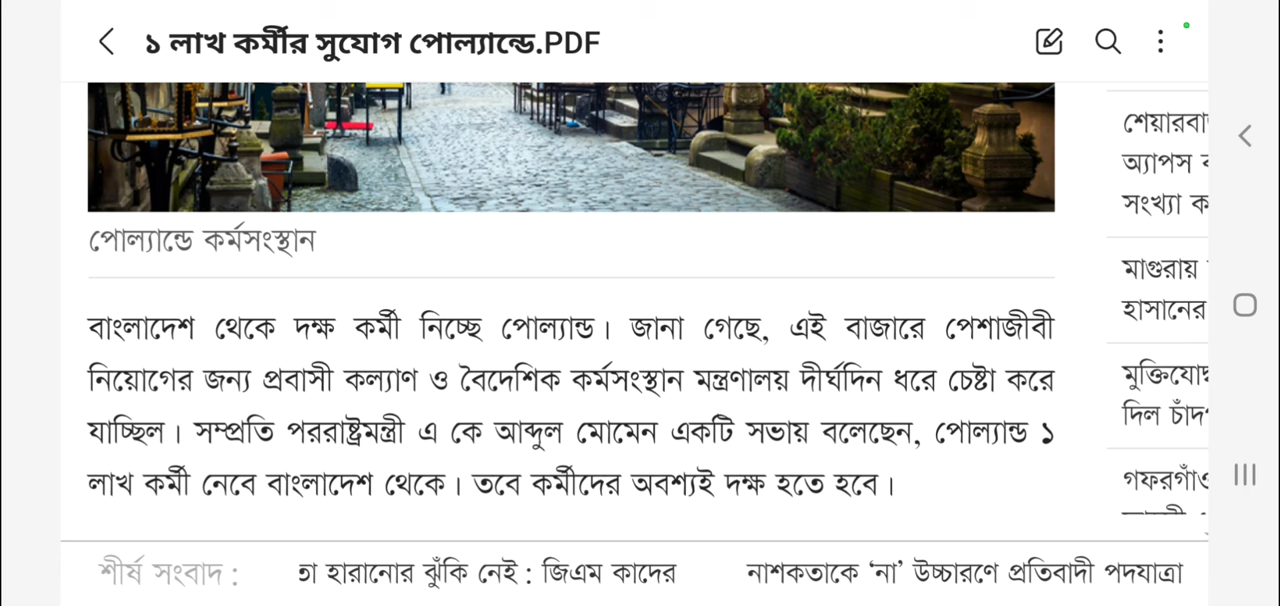 ১ লাখ কর্মীর সুযোগ পোল্যান্ডে.PDF
পোল্যান্ডে কর্মসংস্থান
বাংলাদেশ থেকে দক্ষ কর্মী নিচ্ছে পোল্যান্ড। জানা গেছে, এই বাজারে পেশাজীবী
নিয়োগের জন্য প্রবাসী কল্যাণ ও বৈদেশিক কর্মসংস্থান মন্ত্রণালয় দীর্ঘদিন ধরে চেষ্টা করে
যাচ্ছিল। সম্প্রতি পররাষ্ট্রমন্ত্রী এ কে আব্দুল মোমেন একটি সভায় বলেছেন, পোল্যান্ড ১
লাখ কর্মী নেবে বাংলাদেশ থেকে। তবে কর্মীদের অবশ্যই দক্ষ হতে হবে।
অ্যাপস
সংখ্যা
মাগুরায়
হাসানের
দিল
শীর্ষ সংবাদ : তা হারানোর ঝুঁকি নেই : জিএম কাদের নাশকতাকে ‘না’ উচ্চারণে প্রতিবাদী পদযাত্রা